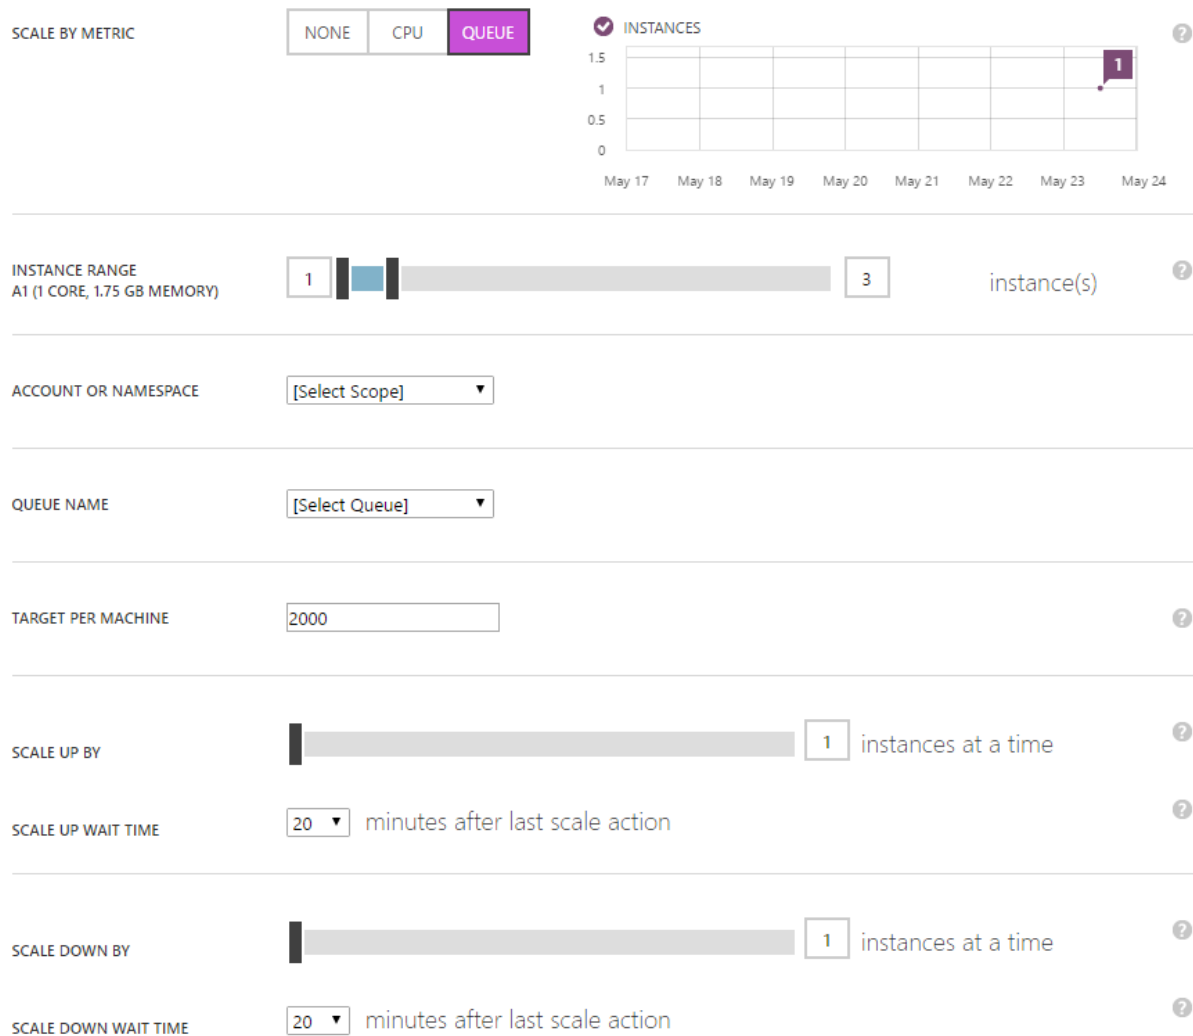 SCALE BY METRIC
NONE CPU QUEUE
INSTANCES
1.5
1
0.5
0
1
May 17 May 18 May 19 May 20 May 21 May 22 May 23 May 24
INSTANCE RANGE
A1 (1 CORE, 1.75 GB MEMORY)
1 3 instance(s)
ACCOUNT OR NAMESPACE [Select Scope]
QUEUE NAME [Select Queue]
TARGET PER MACHINE 2000
SCALE UP BY 1 instances at a time
SCALE UP WAIT TIME 20 minutes after last scale action
SCALE DOWN BY 1 instances at a time
SCALE DOWN WAIT TIME 20 minutes after last scale action